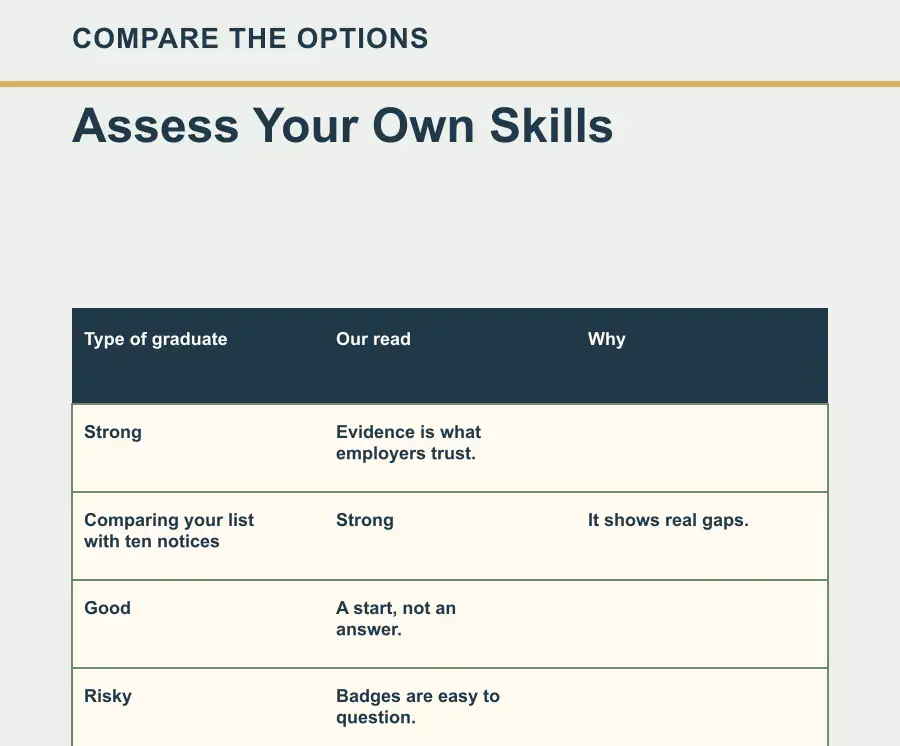 COMPARE THE OPTIONS
Assess Your Own Skills
Type of graduate Our read Why
Strong Evidence is what
employers trust.
Comparing your list Strong It shows real gaps.
with ten notices
Good A start, not an
answer.
Risky Badges are easy to
question.